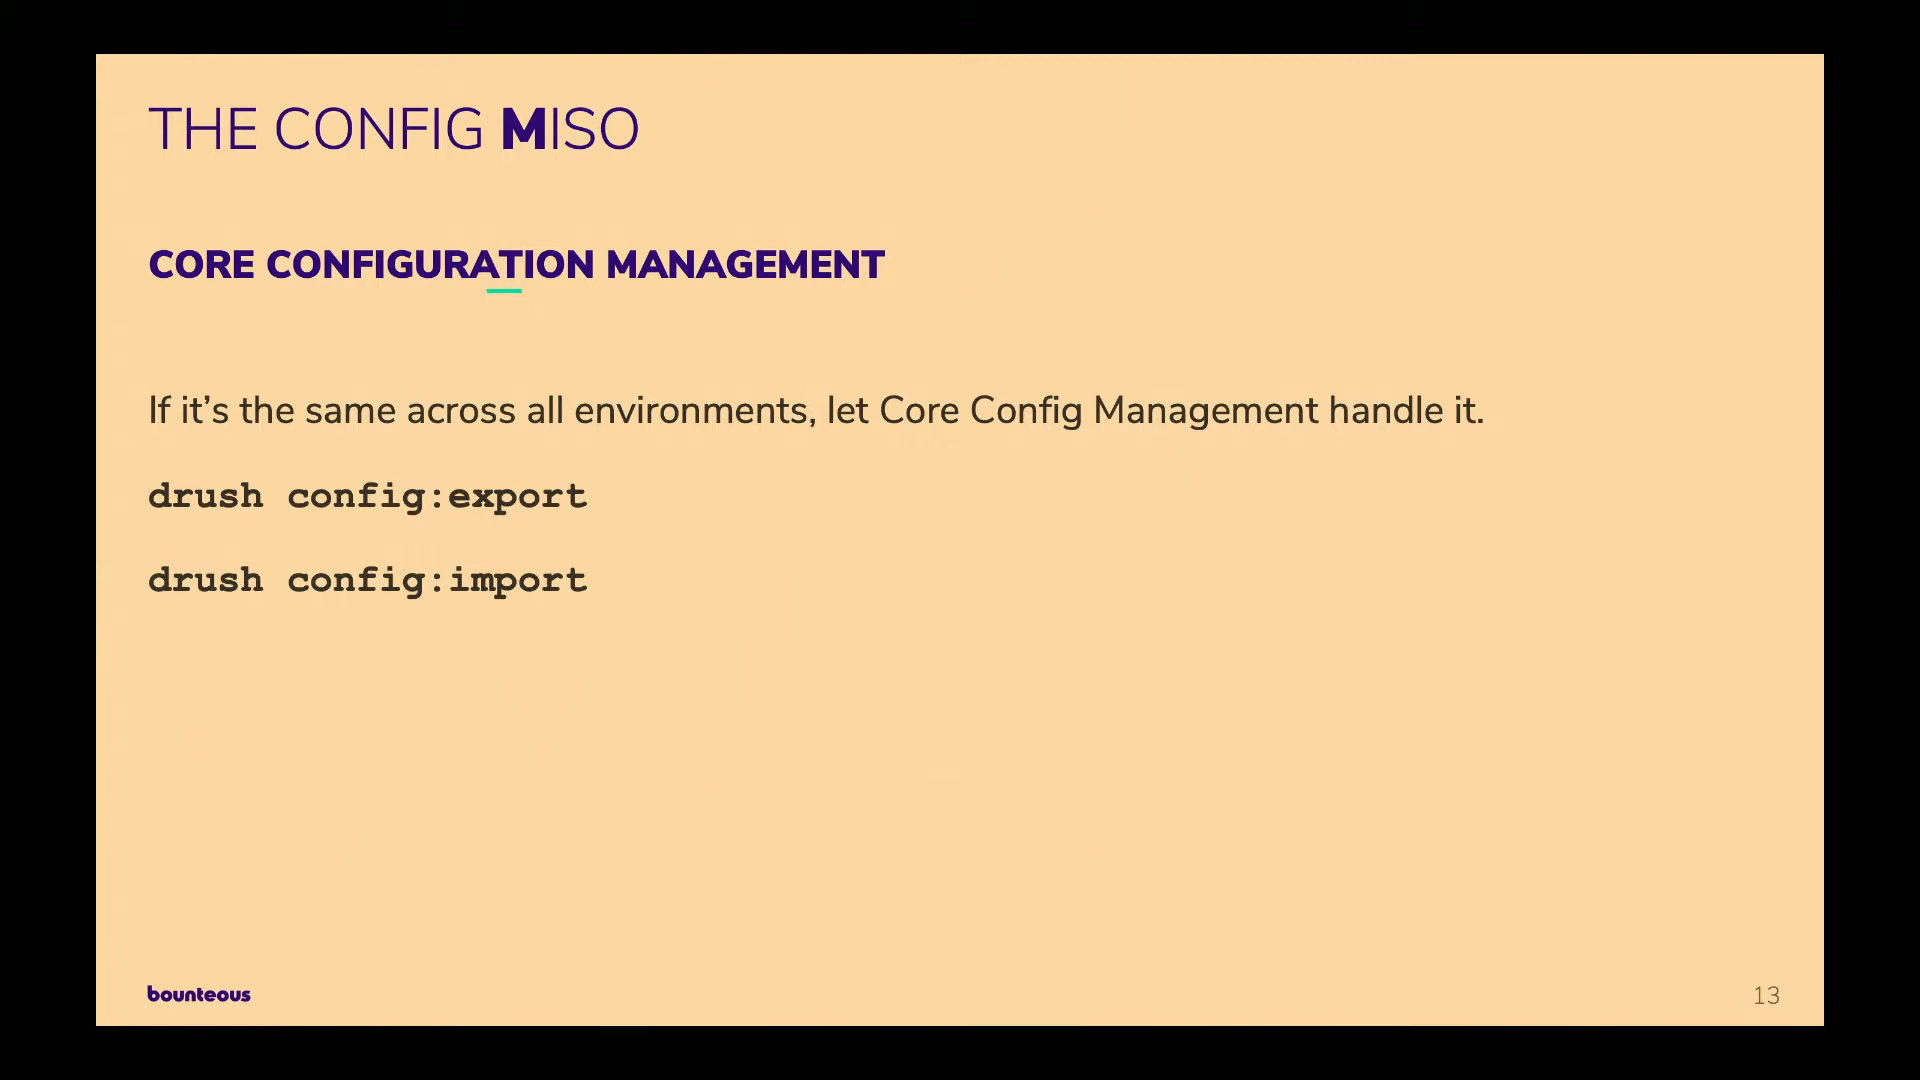 THE CONFIG MISO
CORE CONFIGURATION MANAGEMENT
If it’s the same across all environments, let Core Config Management handle it.
drush config:export
drush config:import
bounteous
13